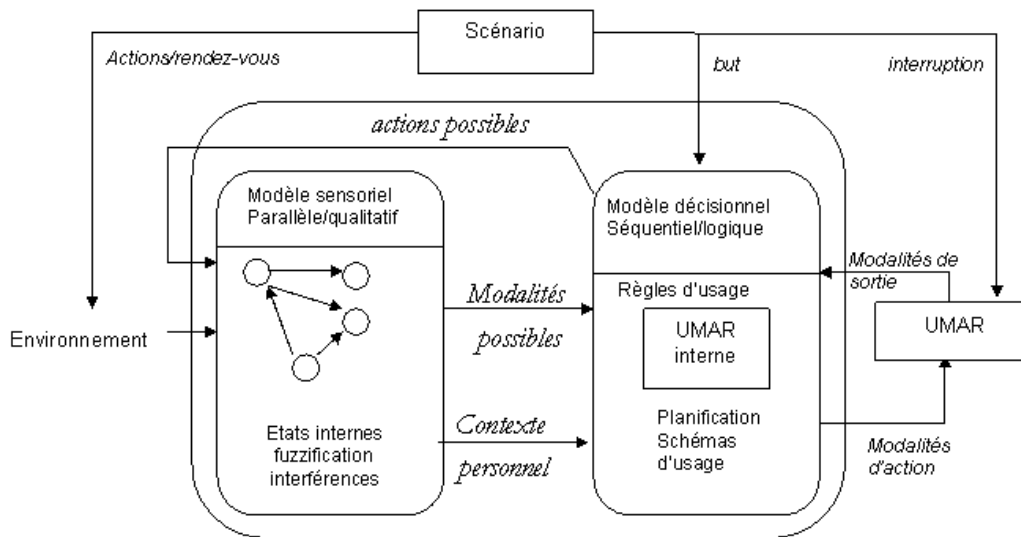 Scénario
Actions/rendez-vous
but
interruption
actions possibles
Modèle sensoriel
Parallèle/qualitatif
Modèle décisionnel
Séquentiel/logique
Modalités de
sortie
Règles d'usage
Modalités
possibles
UMAR
interne
UMAR
Environnement
Etats internes
fuzzification
interférences
Contexte
personnel
Planification
Schémas
d'usage
Modalités
d'action